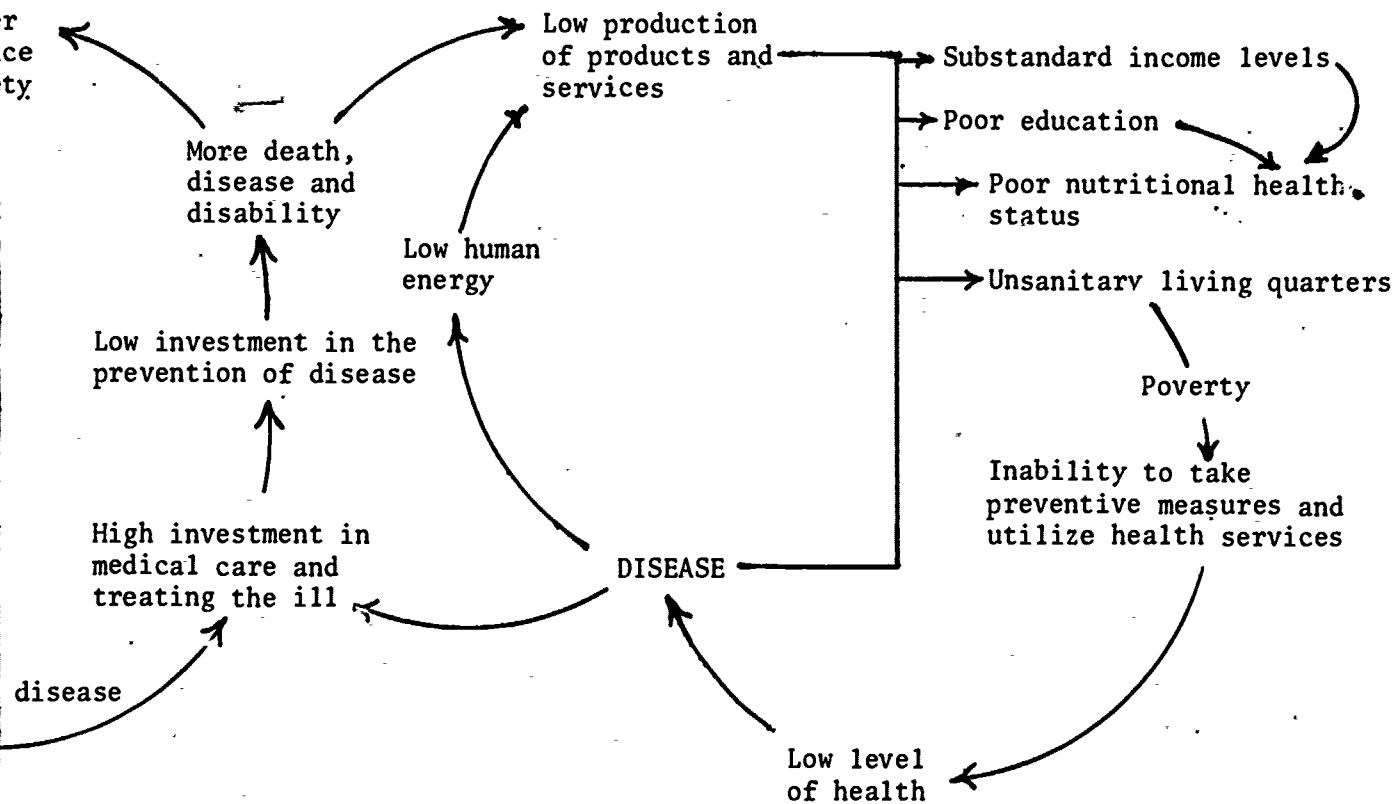 Low production
of products and
services
Substandard income levels
Poor education
Poor nutritional health
status
Unsanitary living quarters
Poverty
Inability to take
preventive measures and
utilize health services
Low level
of health
DISEASE
Low human
energy
More death,
disease and
disability
Low investment in the
prevention of disease
High investment in
medical care and
treating the ill
disease